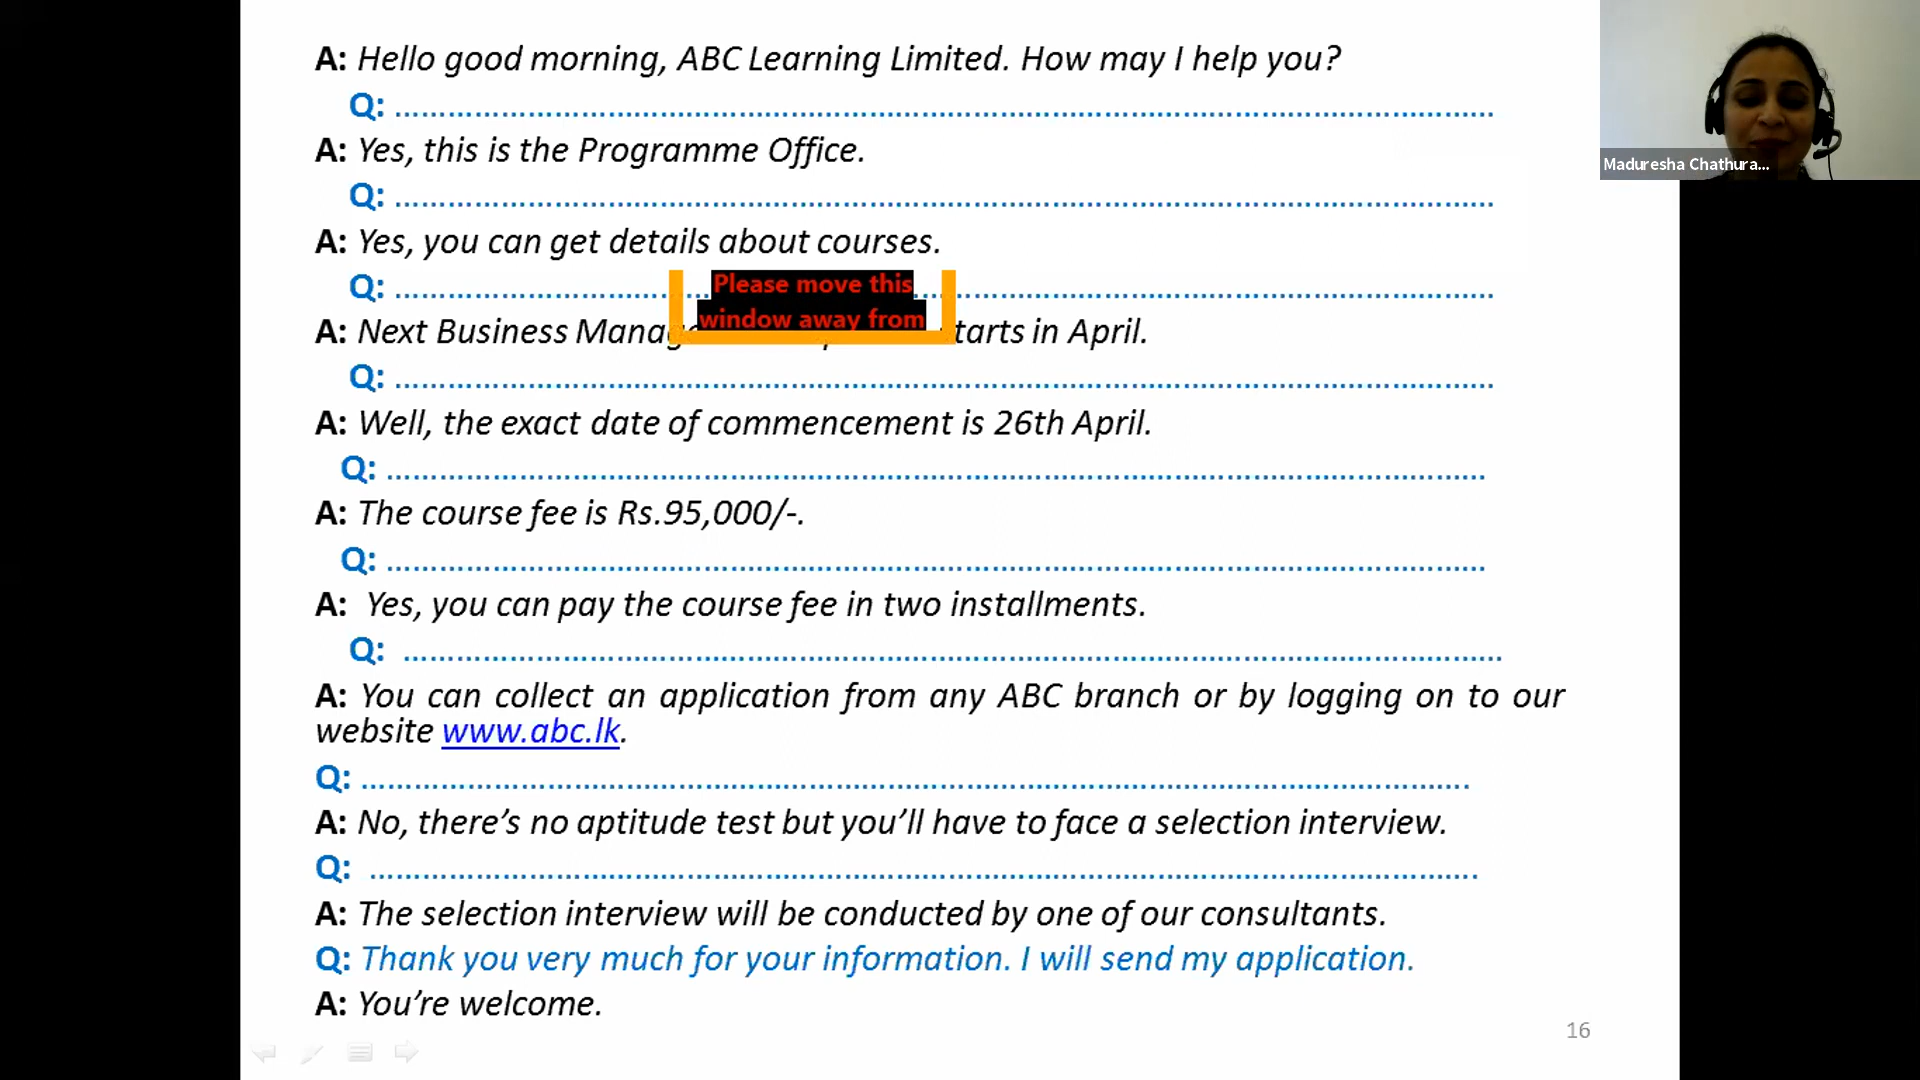 A: Hello good morning, ABC Learning Limited. How may I help you?
Q: ........................................................................................................................
A: Yes, this is the Programme Office.
Q: ........................................................................................................................
A: Yes, you can get details about courses.
Q: ........................................................................................................................
Please move this
window away from
A: Next Business starts in April.
Q: ........................................................................................................................
A: Well, the exact date of commencement is 26th April.
Q: ........................................................................................................................
A: The course fee is Rs.95,000/-.
Q: ........................................................................................................................
A: Yes, you can pay the course fee in two installments.
Q: ........................................................................................................................
A: You can collect an application from any ABC branch or by logging on to our
website www.abc.lk.
Q: ........................................................................................................................
A: No, there's no aptitude test but you'll have to face a selection interview.
Q: ........................................................................................................................
A: The selection interview will be conducted by one of our consultants.
Q: Thank you very much for your information. I will send my application.
A: You're welcome.
16
Maduresha Chathura...